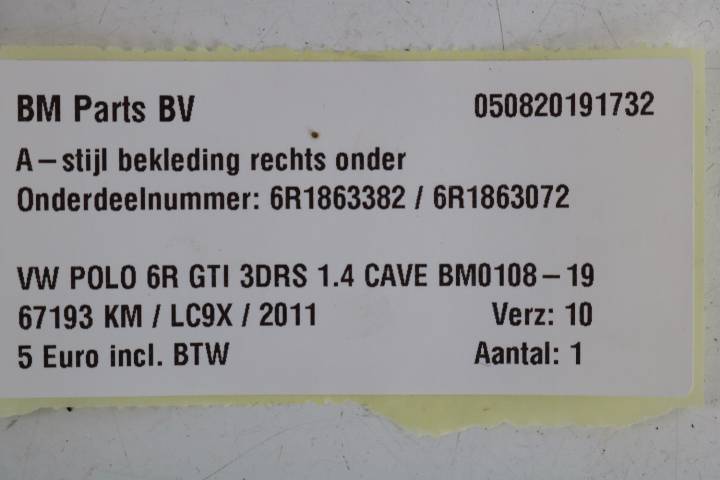 BM Parts BV 050820191732
A-stijl bekleding rechts onder
Onderdeelnummer: 6R1863382 / 6R1863072
VW POLO 6R GTI 3DRS 1.4 CAVE BM0108-19
67193 KM / LC9X / 2011 Verz: 10
5 Euro incl. BTW Aantal: 1